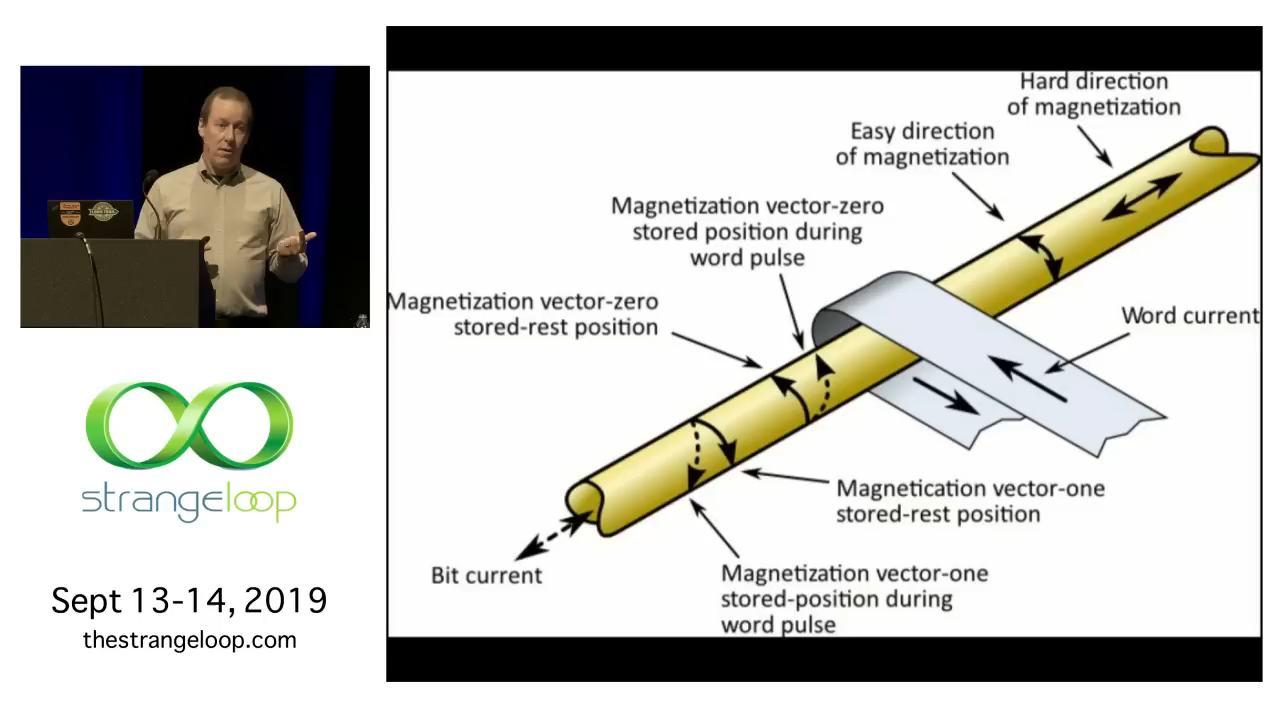 Hard direction
of magnetization
Easy direction
of magnetization
Magnetization vector-zero
stored position during
word pulse
Magnetization vector-zero
stored-rest position
Word current
Magnetication vector-one
stored-rest position
Bit current
Magnetization vector-one
stored-position during
word pulse
strangeloop
Sept 13-14, 2019
thestrangeloop.com